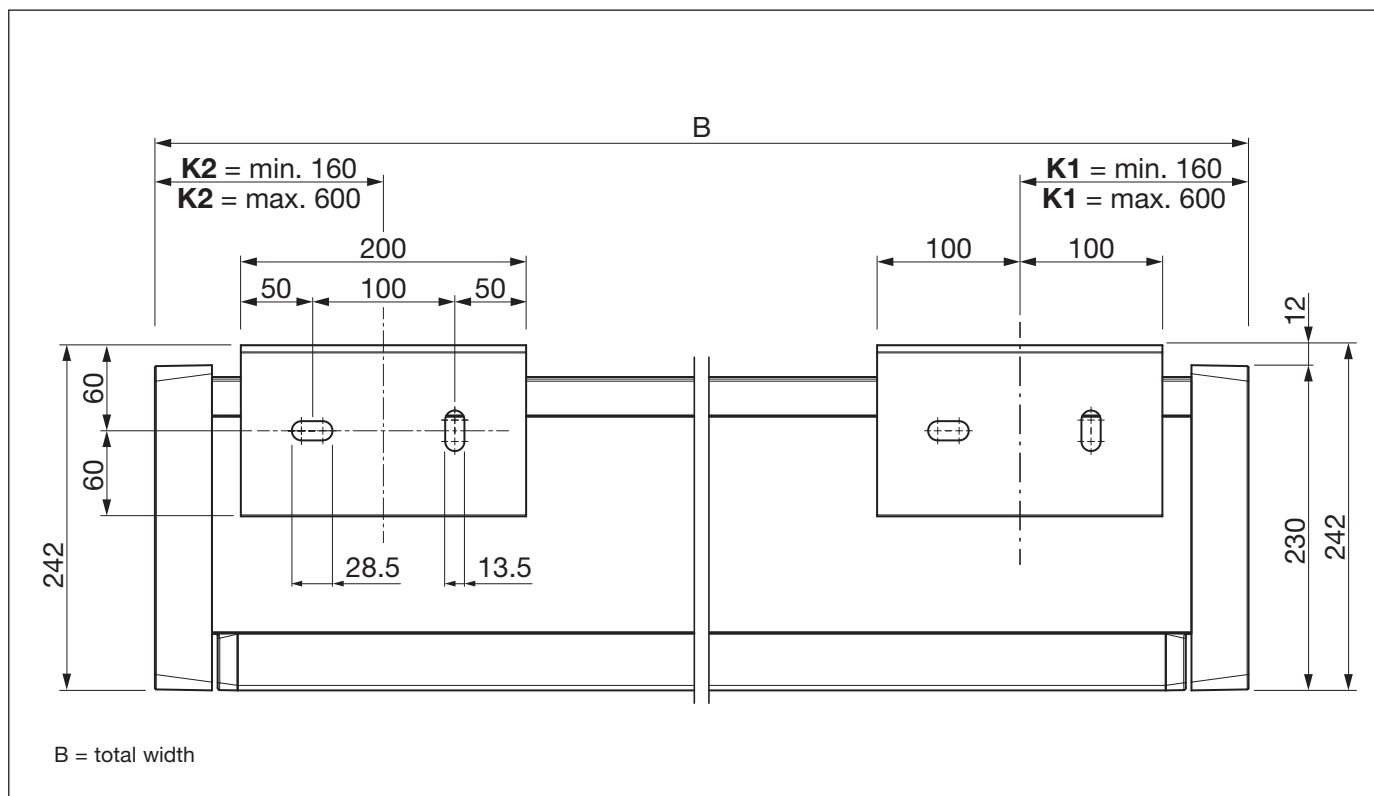 B
K2 = min. 160
K2 = max. 600
K1 = min. 160
K1 = max. 600
200
100
100
50
100
50
12
60
60
242
28.5
13.5
230
242
B = total width